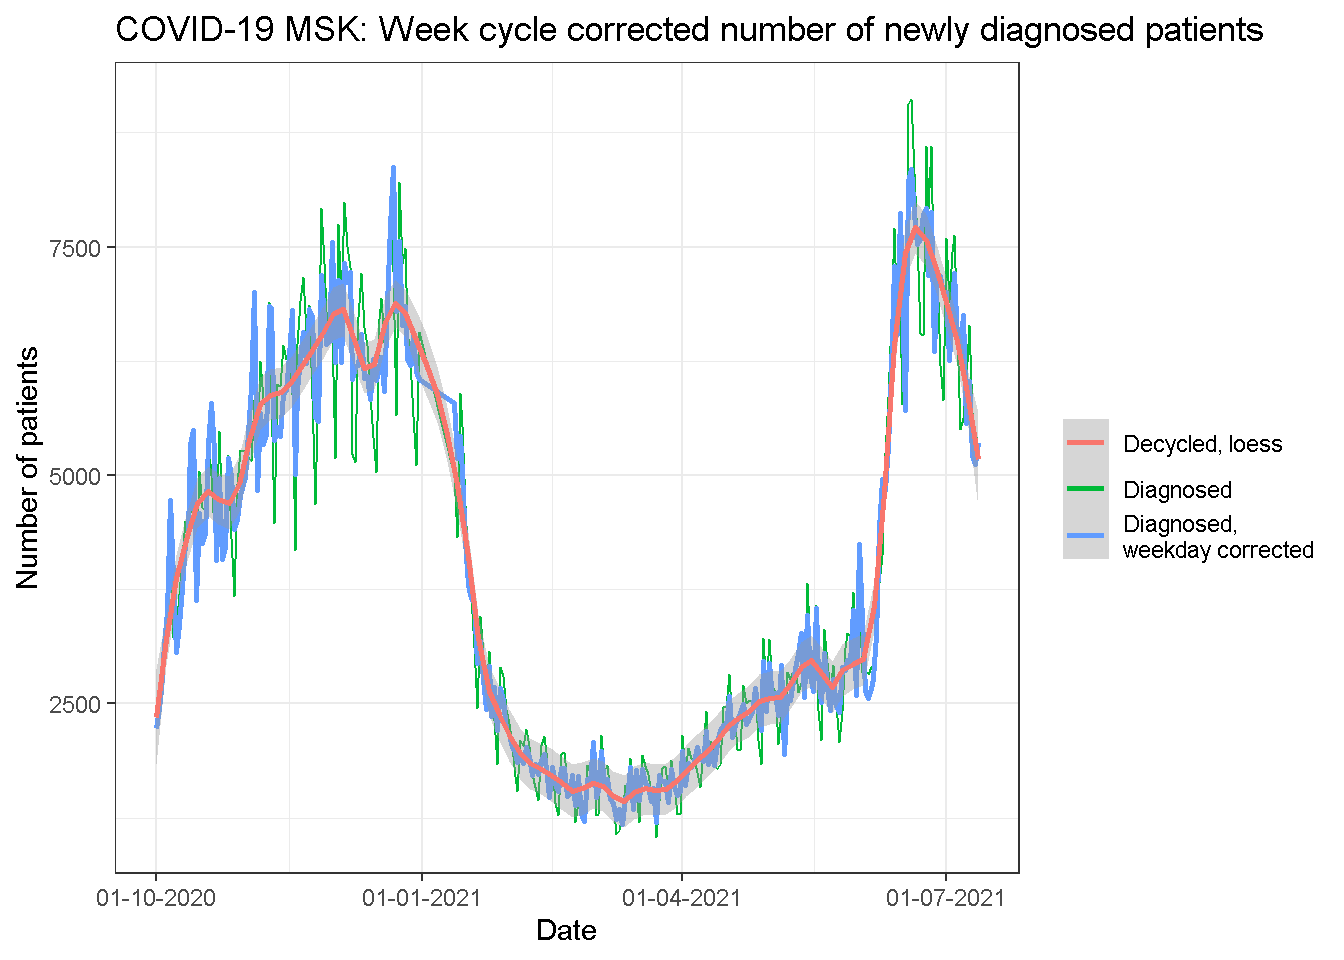 COVID-19 MSK: Week cycle corrected number of newly diagnosed patients
Number of patients
7500
5000
2500
01-10-2020
01-01-2021
01-04-2021
01-07-2021
Date
Decycled, loess
Diagnosed
Diagnosed,
weekday corrected